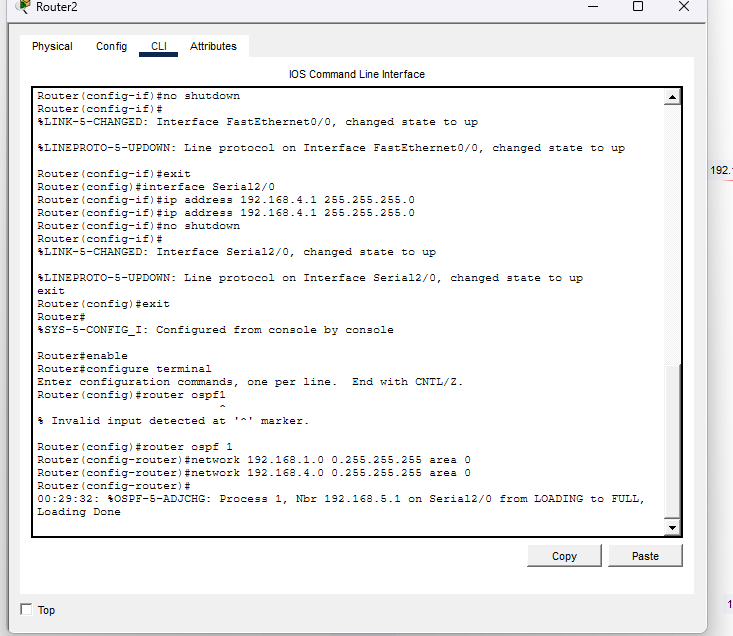 Router2
Physical Config CLI Attributes
IOS Command Line Interface
Router(config-if)#no shutdown
Router(config-if)#
%LINK-5-CHANGED: Interface FastEthernet0/0, changed state to up
%LINEPROTO-5-UPDOWN: Line protocol on Interface FastEthernet0/0, changed state to up
Router(config-if)#exit
Router(config)#interface Serial2/0
Router(config-if)#ip address 192.168.4.1 255.255.255.0
Router(config-if)#ip address 192.168.4.1 255.255.255.0
Router(config-if)#no shutdown
Router(config-if)#
%LINK-5-CHANGED: Interface Serial2/0, changed state to up
%LINEPROTO-5-UPDOWN: Line protocol on Interface Serial2/0, changed state to up
exit
Router(config)#exit
Router#
%SYS-5-CONFIG_I: Configured from console by console
Router#enable
Router#configure terminal
Enter configuration commands, one per line.  End with CNTL/Z.
Router(config)#router ospf1
^
% Invalid input detected at '^' marker.
Router(config)#router ospf 1
Router(config-router)#network 192.168.1.0 0.255.255.255 area 0
Router(config-router)#network 192.168.4.0 0.255.255.255 area 0
Router(config-router)#
00:29:32: %OSPF-5-ADJCHG: Process 1, Nbr 192.168.5.1 on Serial2/0 from LOADING to FULL,
Loading Done
Copy Paste
Top
192.
1